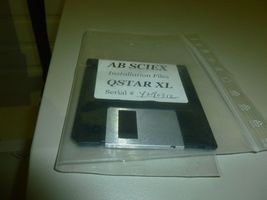 AB SCIEX
Installation Files
QSTAR XL
Serial #